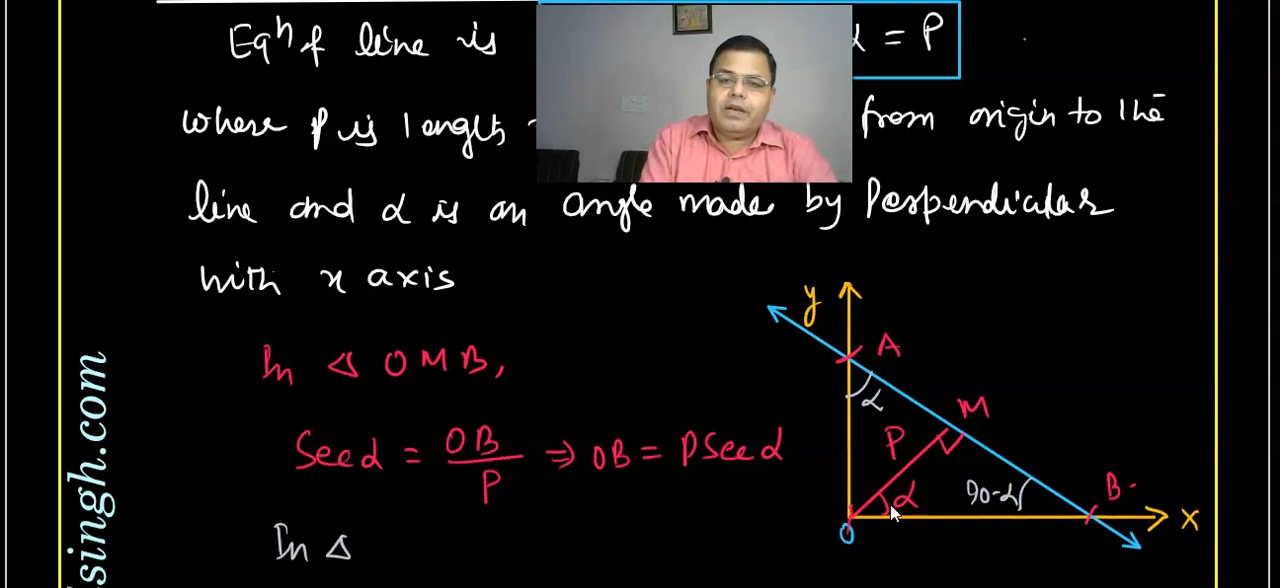 Eqⁿ of line is α = P
where P is length from origin to the
line and α is an angle made by Perpendicular
with x axis
In Δ OMB,
Secα = OB/P ⇒ OB = PSecα
In Δ
y
A
α
M
P
α
90-α
B
O
x
singh.com